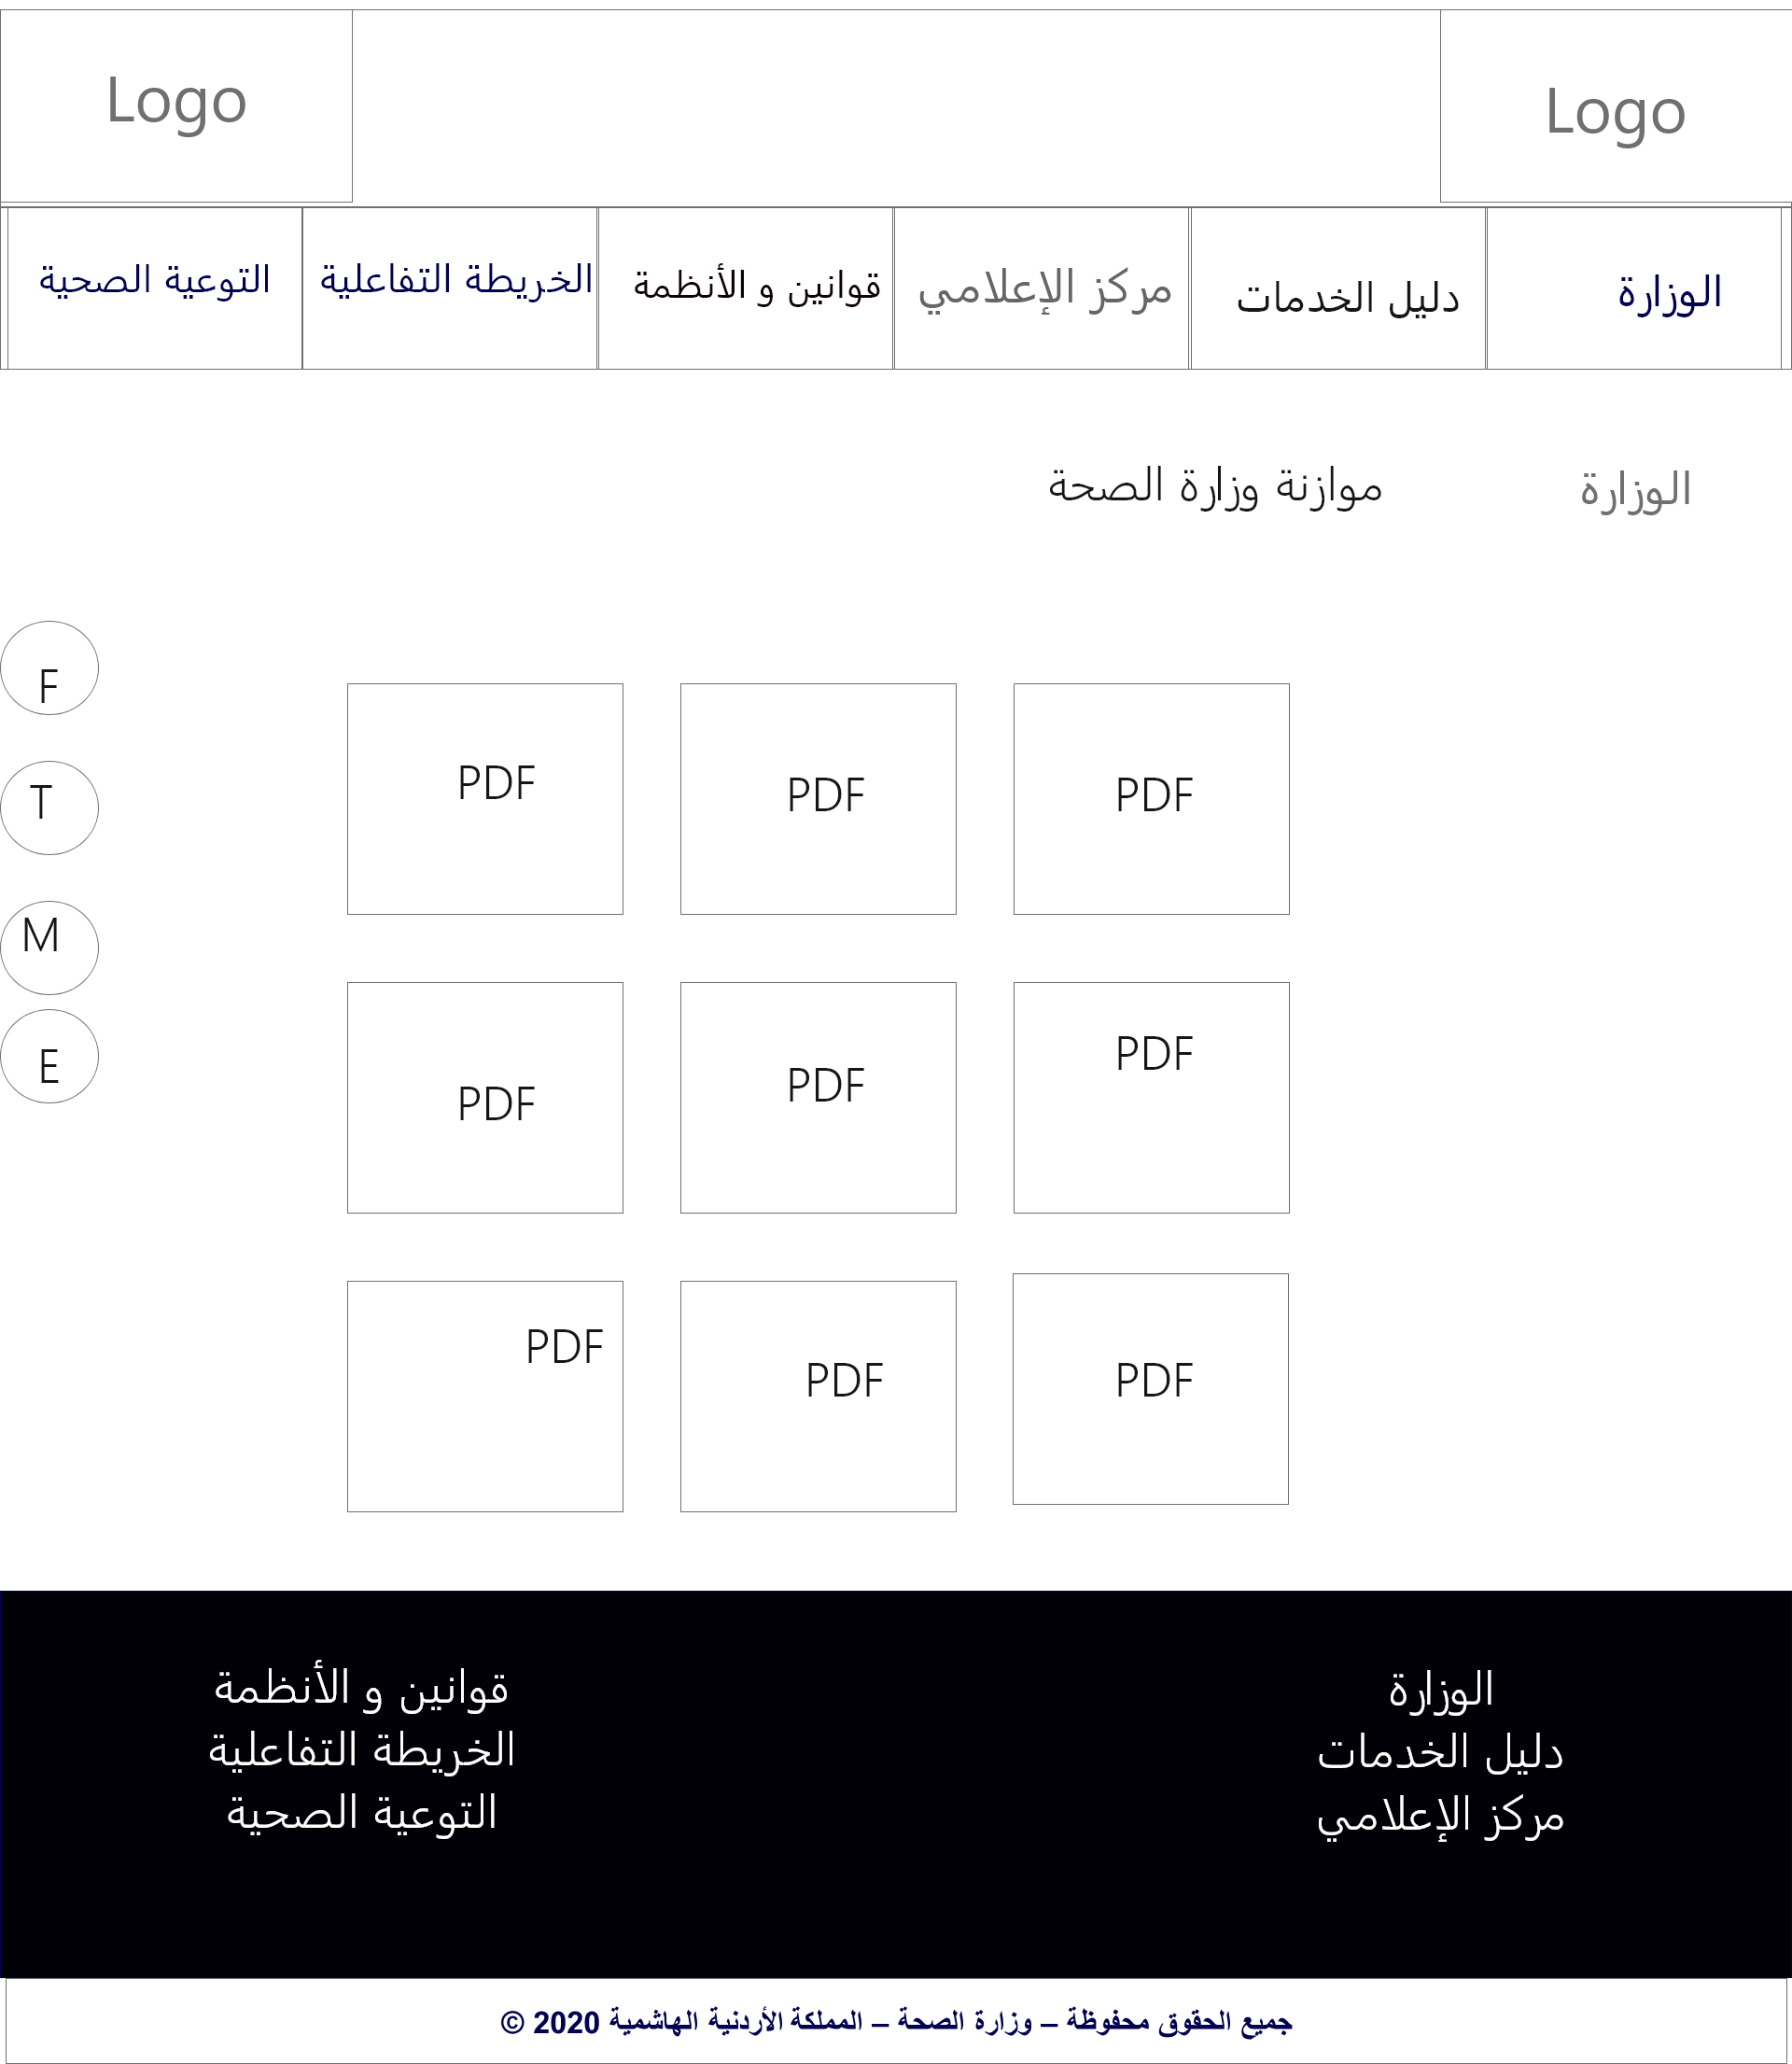 Logo
Logo
الوزارة
دليل الخدمات
مركز الإعلامي
قوانين و الأنظمة
الخريطة التفاعلية
التوعية الصحية
الوزارة
موازنة وزارة الصحة
F
T
M
E
PDF
PDF
PDF
PDF
PDF
PDF
PDF
PDF
PDF
الوزارة
دليل الخدمات
مركز الإعلامي
قوانين و الأنظمة
الخريطة التفاعلية
التوعية الصحية
جميع الحقوق محفوظة – وزارة الصحة – المملكة الأردنية الهاشمية 2020 ©